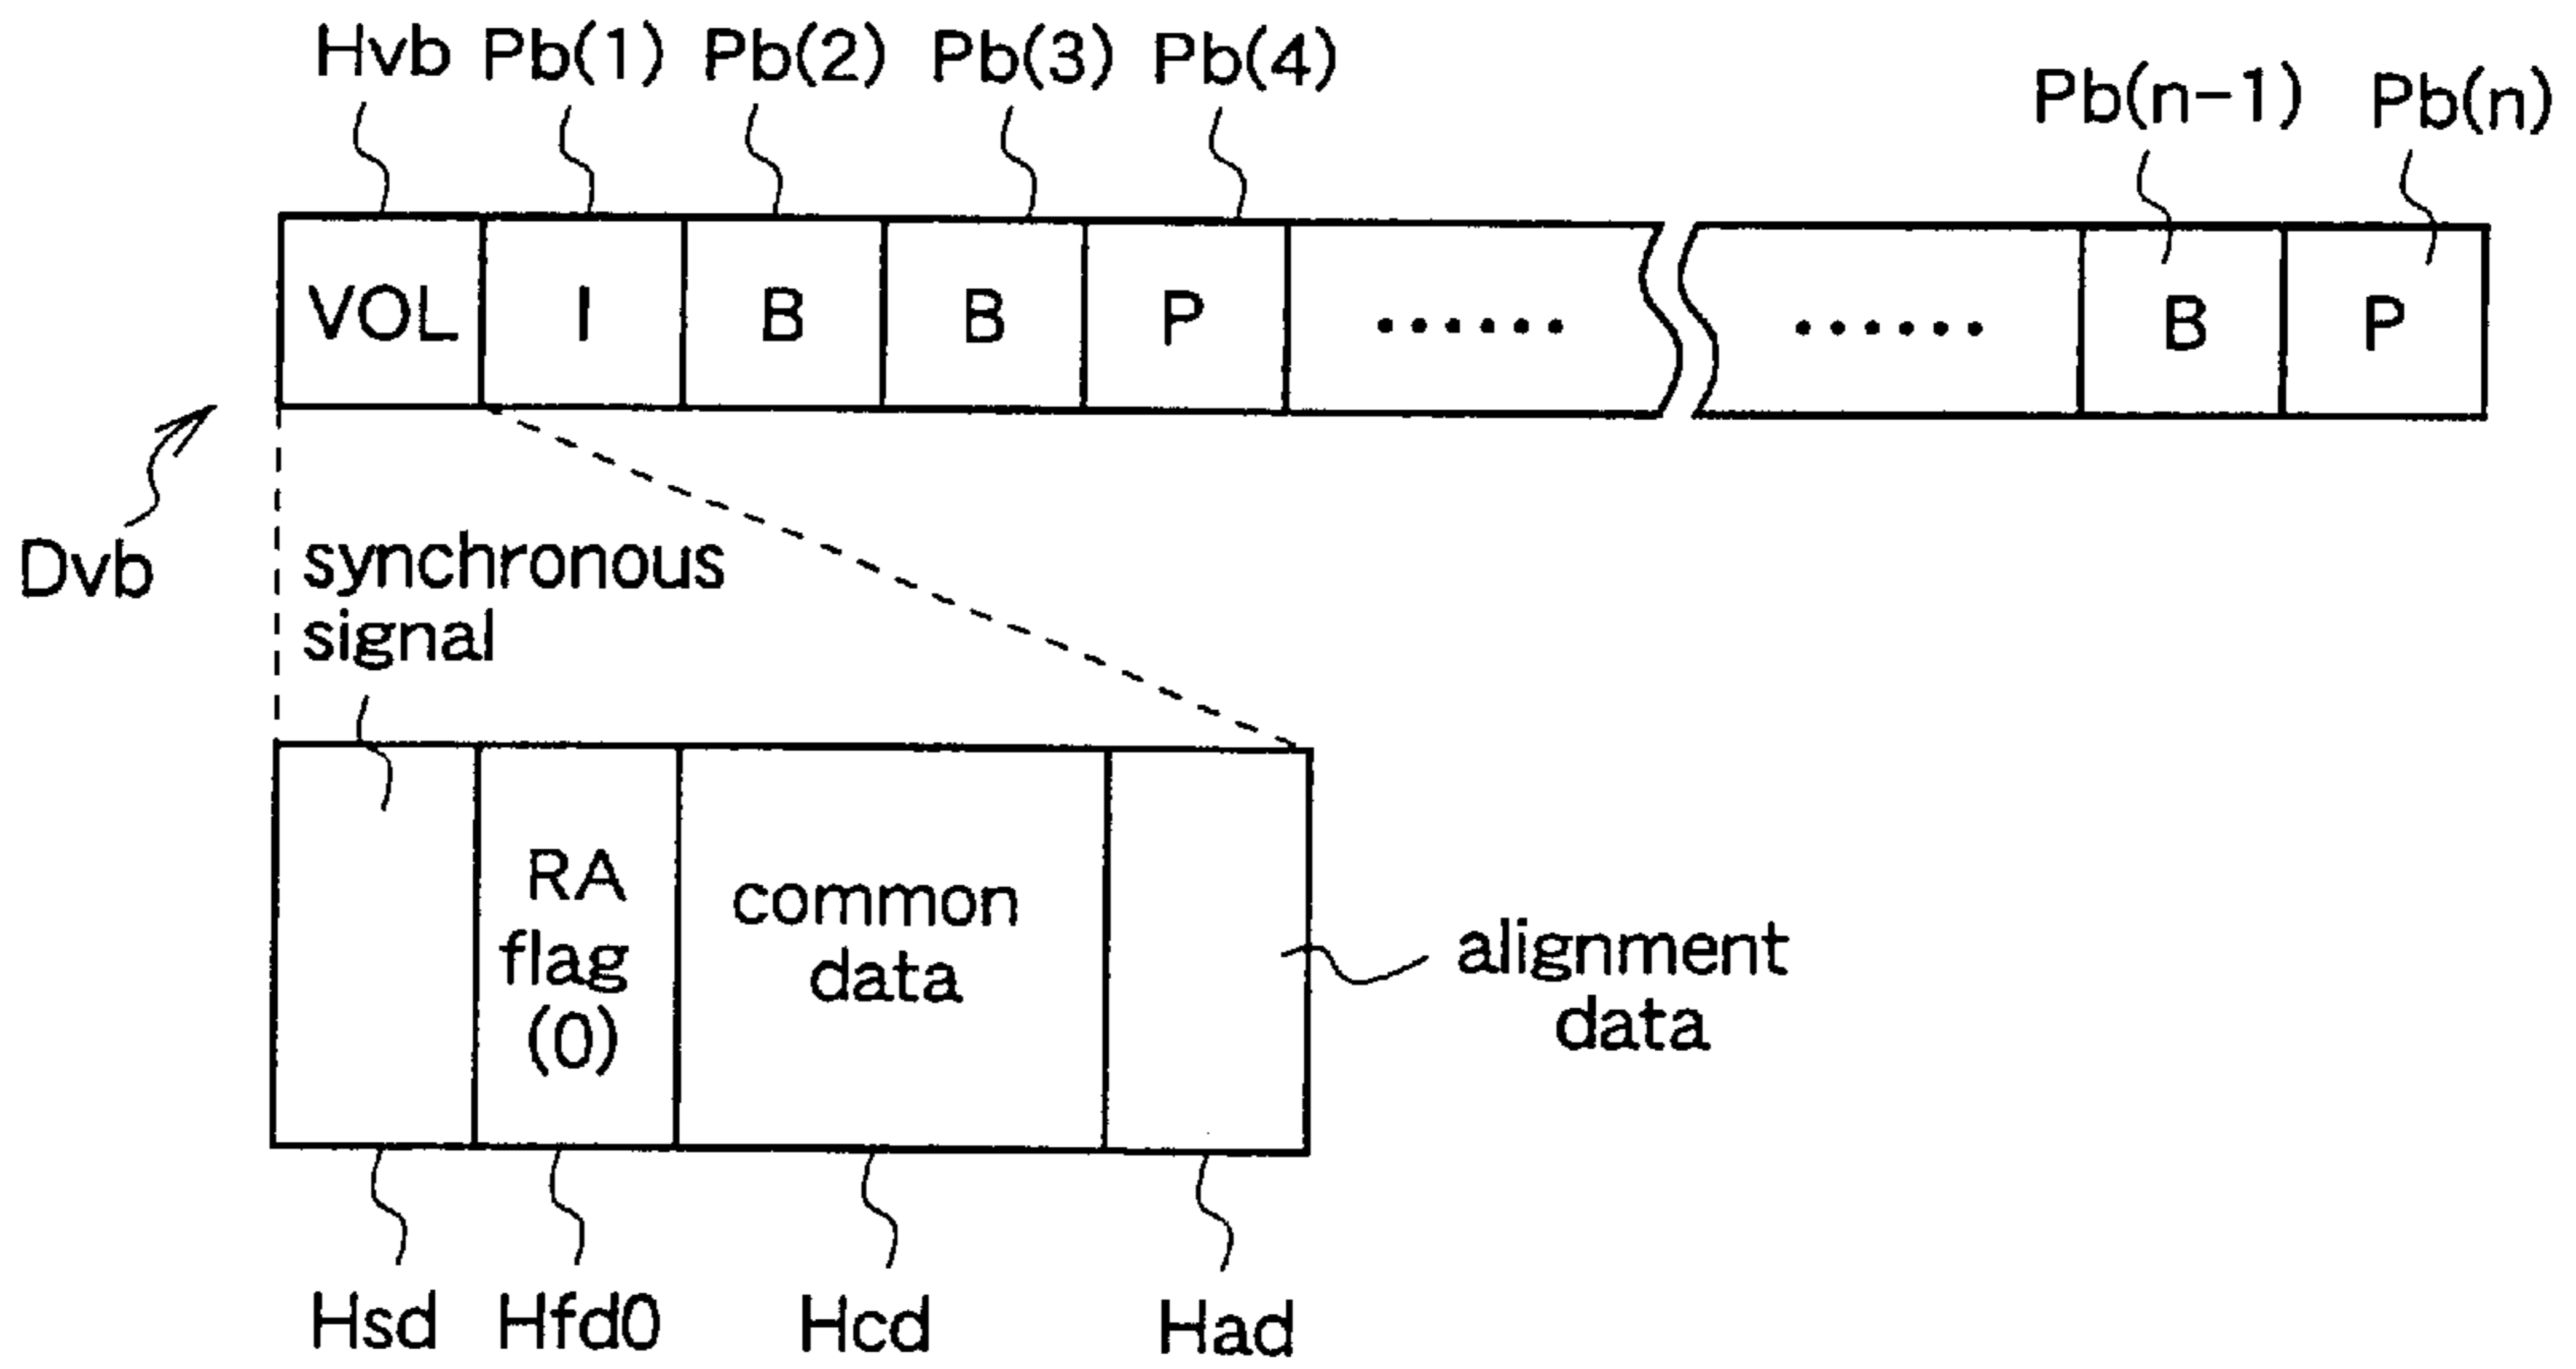 Hvb Pb(1) Pb(2) Pb(3) Pb(4) Pb(n-1) Pb(n)
VOL I B B P ...... ...... B P
Dvb
synchronous
signal
RA
flag
(0)
common
data
alignment
data
Hsd Hfd0 Hcd Had